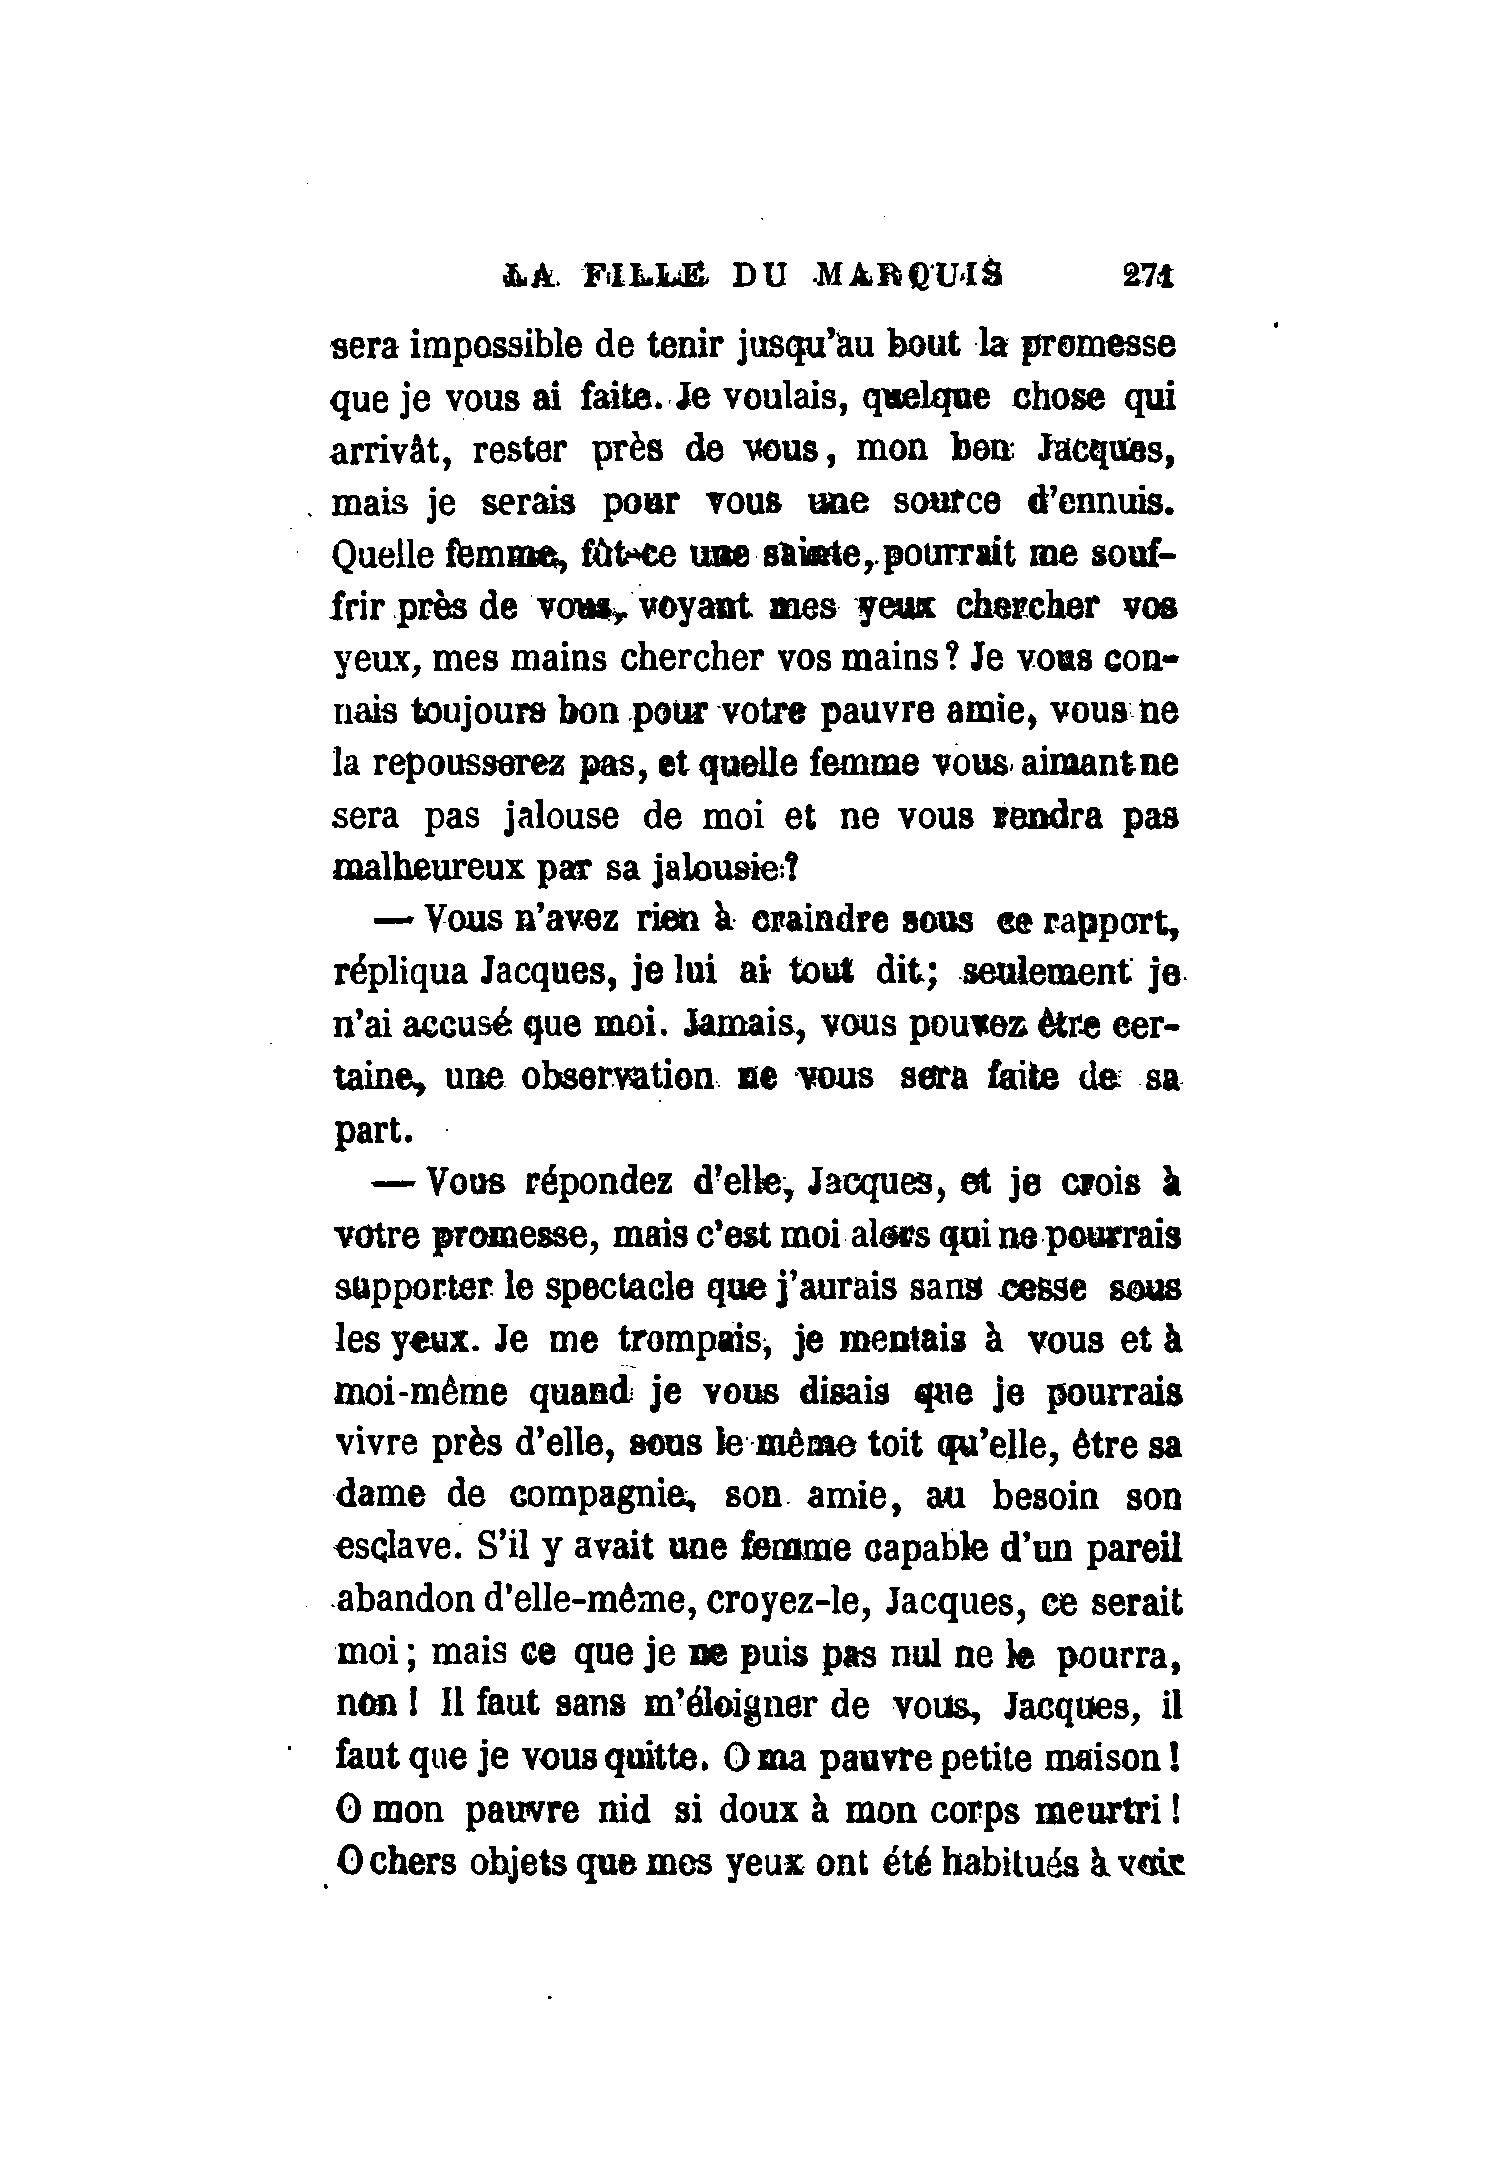 LA FILLE DU MARQUIS 271
sera impossible de tenir jusqu'au bout la promesse
que je vous ai faite. Je voulais, quelque chose qui
arrivât, rester près de vous, mon bon Jacques,
mais je serais pour vous une source d'ennuis.
Quelle femme, fût-ce une sainte, pourrait me souf-
frir près de vous, voyant mes yeux chercher vos
yeux, mes mains chercher vos mains ? Je vous con-
nais toujours bon pour votre pauvre amie, vous ne
la repousserez pas, et quelle femme vous aimant ne
sera pas jalouse de moi et ne vous rendra pas
malheureux par sa jalousie ?
— Vous n'avez rien à craindre sous ce rapport,
répliqua Jacques, je lui ai tout dit ; seulement je
n'ai accusé que moi. Jamais, vous pouvez être cer-
taine, une observation ne vous sera faite de sa
part.
— Vous répondez d'elle, Jacques, et je crois à
votre promesse, mais c'est moi alors qui ne pourrais
supporter le spectacle que j'aurais sans cesse sous
les yeux. Je me trompais, je mentais à vous et à
moi-même quand je vous disais que je pourrais
vivre près d'elle, sous le même toit qu'elle, être sa
dame de compagnie, son amie, au besoin son
esclave. S'il y avait une femme capable d'un pareil
abandon d'elle-même, croyez-le, Jacques, ce serait
moi ; mais ce que je ne puis pas nul ne le pourra,
non ! Il faut sans m'éloigner de vous, Jacques, il
faut que je vous quitte. O ma pauvre petite maison !
O mon pauvre nid si doux à mon corps meurtri !
O chers objets que mes yeux ont été habitués à voir